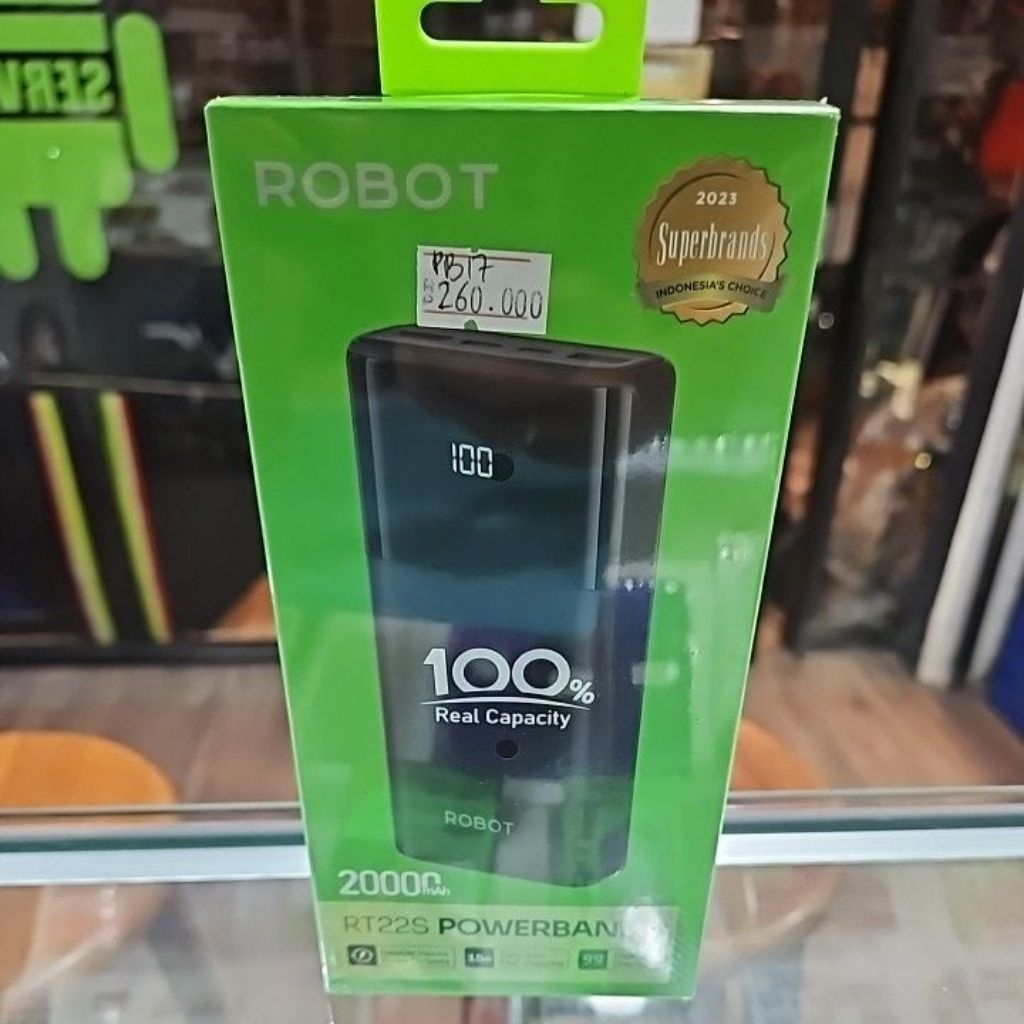 SERV
ROBOT
2023
Superbrands
INDONESIA'S CHOICE
PB17
260.000
100
100%
Real Capacity
ROBOT
20000mAh
RT22S POWERBANK